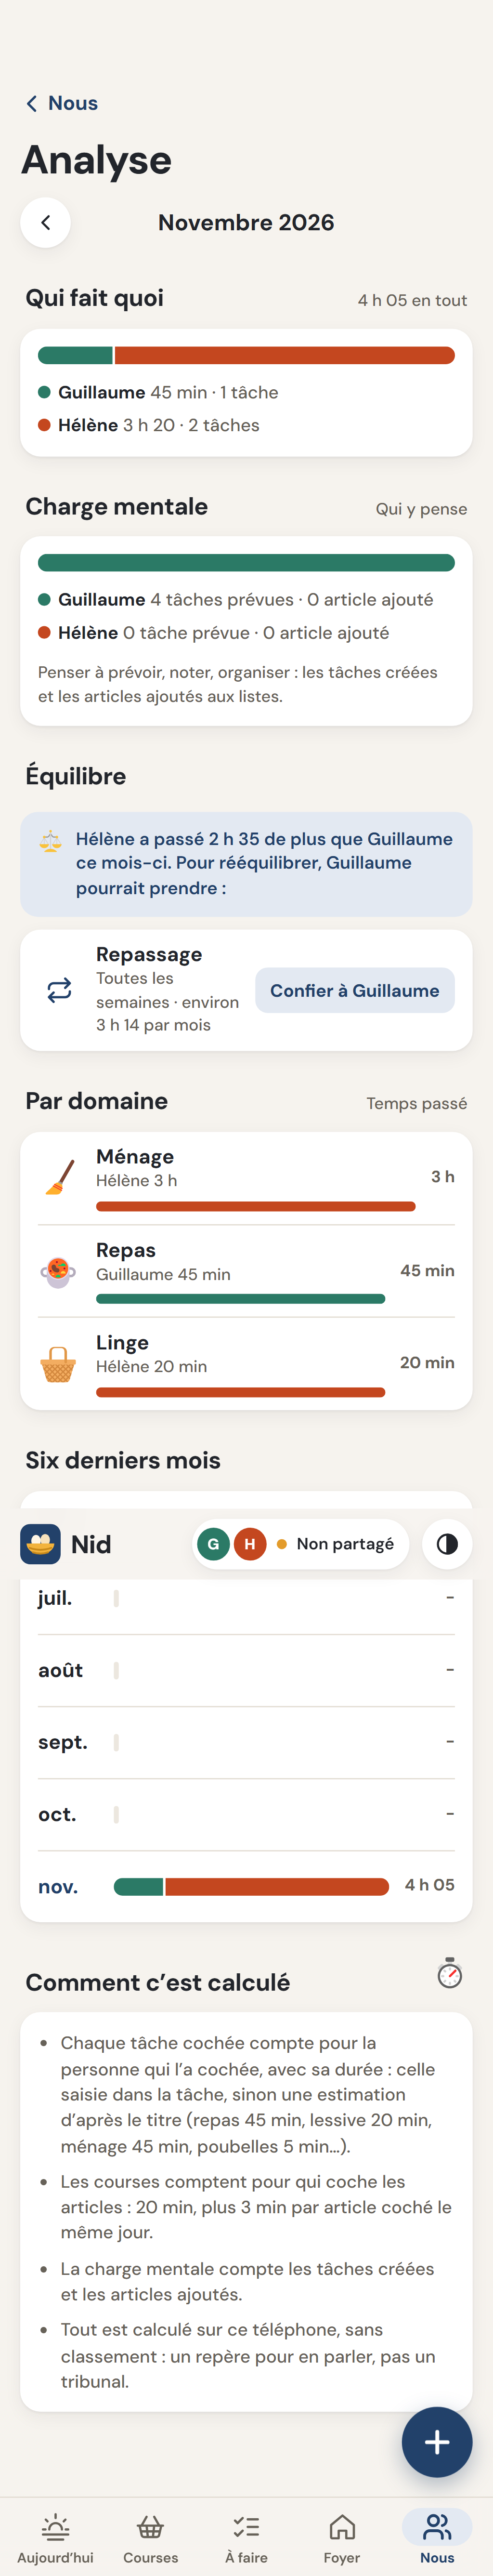 Nous
Analyse
Novembre 2026
Qui fait quoi
4 h 05 en tout
Guillaume 45 min · 1 tâche
Hélène 3 h 20 · 2 tâches
Charge mentale
Qui y pense
Guillaume 4 tâches prévues · 0 article ajouté
Hélène 0 tâche prévue · 0 article ajouté
Penser à prévoir, noter, organiser : les tâches créées
et les articles ajoutés aux listes.
Équilibre
Hélène a passé 2 h 35 de plus que Guillaume
ce mois-ci. Pour rééquilibrer, Guillaume
pourrait prendre :
Repassage
Toutes les
semaines · environ
3 h 14 par mois
Confier à Guillaume
Par domaine
Temps passé
Ménage
Hélène 3 h
3 h
Repas
Guillaume 45 min
45 min
Linge
Hélène 20 min
20 min
Six derniers mois
Nid
G
H
Non partagé
juil.
–
août
–
sept.
–
oct.
–
nov.
4 h 05
Comment c’est calculé
• Chaque tâche cochée compte pour la
personne qui l’a cochée, avec sa durée : celle
saisie dans la tâche, sinon une estimation
d’après le titre (repas 45 min, lessive 20 min,
ménage 45 min, poubelles 5 min…).
• Les courses comptent pour qui coche les
articles : 20 min, plus 3 min par article coché le
même jour.
• La charge mentale compte les tâches créées
et les articles ajoutés.
• Tout est calculé sur ce téléphone, sans
classement : un repère pour en parler, pas un
tribunal.
Aujourd’hui
Courses
À faire
Foyer
Nous